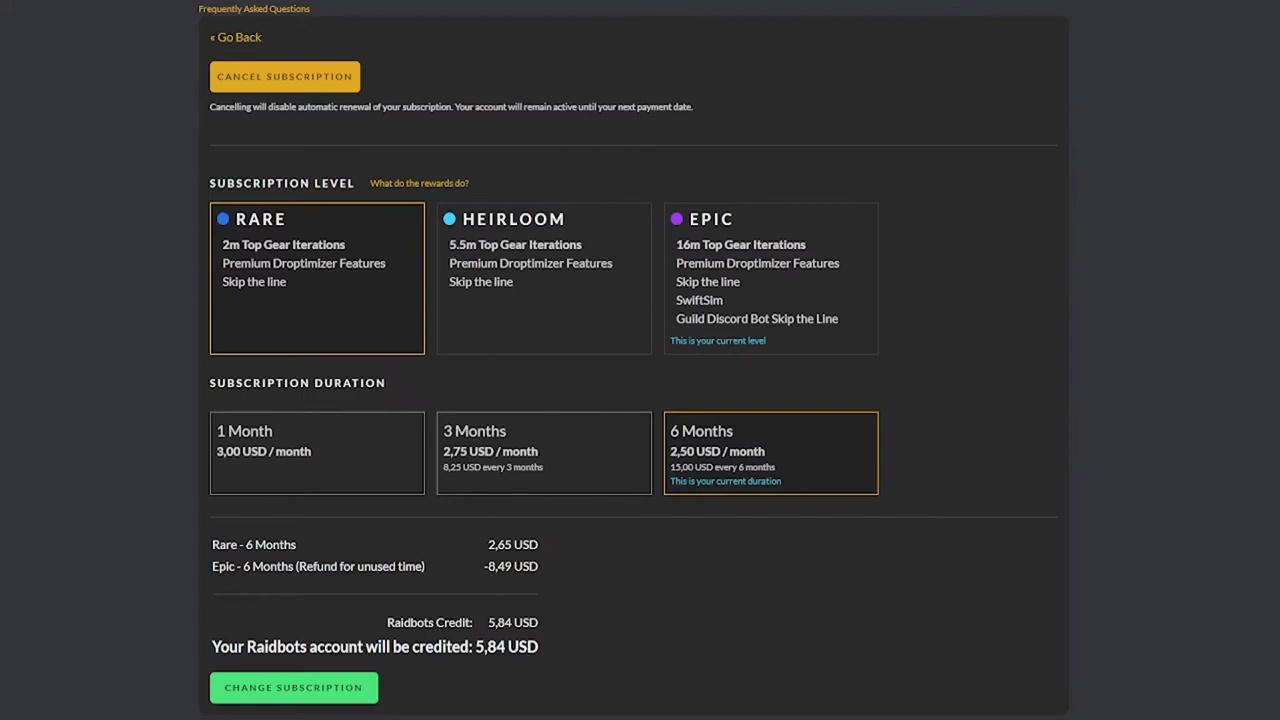 Frequently Asked Questions
« Go Back
CANCEL SUBSCRIPTION
Cancelling will disable automatic renewal of your subscription. Your account will remain active until your next payment date.
SUBSCRIPTION LEVEL What do the rewards do?
RARE
2m Top Gear Iterations
Premium Droptimizer Features
Skip the line
HEIRLOOM
5.5m Top Gear Iterations
Premium Droptimizer Features
Skip the line
EPIC
16m Top Gear Iterations
Premium Droptimizer Features
Skip the line
SwiftSim
Guild Discord Bot Skip the Line
This is your current level
SUBSCRIPTION DURATION
1 Month
3,00 USD / month
3 Months
2,75 USD / month
8,25 USD every 3 months
6 Months
2,50 USD / month
15,00 USD every 6 months
This is your current duration
Rare - 6 Months 2,65 USD
Epic - 6 Months (Refund for unused time) -8,49 USD
Raidbots Credit: 5,84 USD
Your Raidbots account will be credited: 5,84 USD
CHANGE SUBSCRIPTION